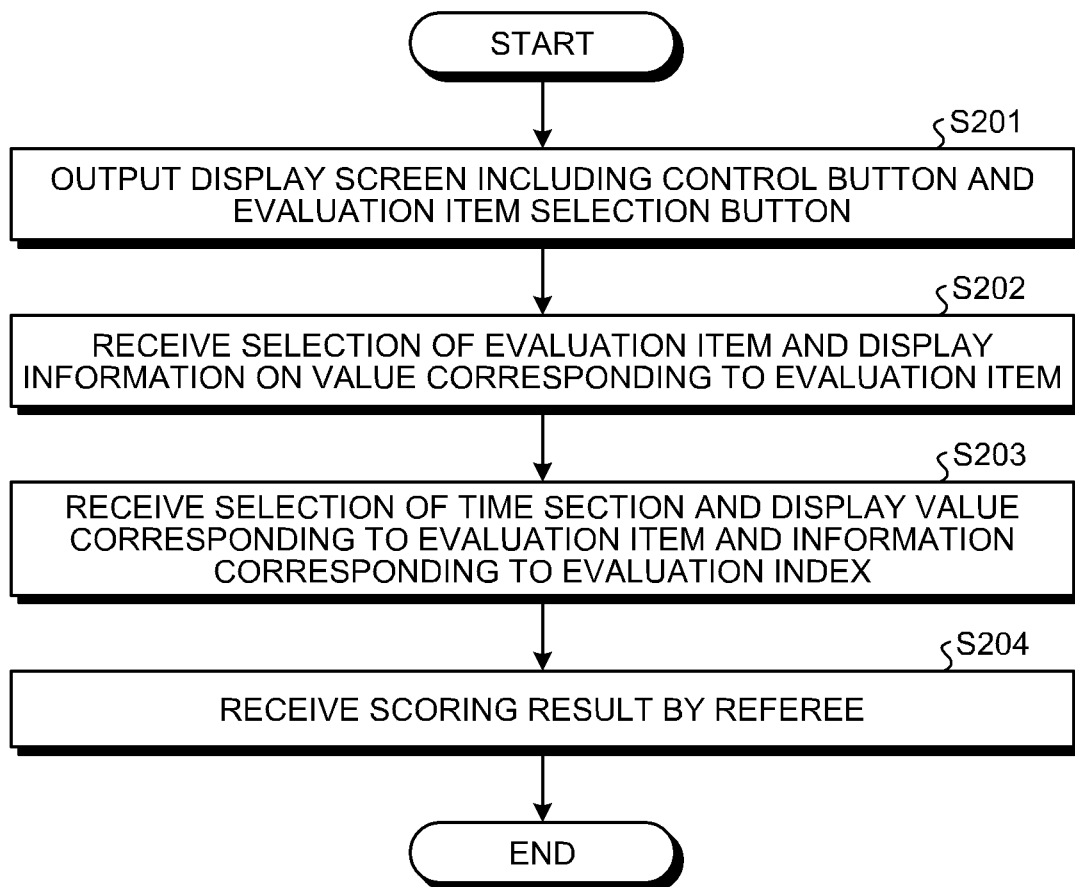 START
S201
OUTPUT DISPLAY SCREEN INCLUDING CONTROL BUTTON AND
EVALUATION ITEM SELECTION BUTTON
S202
RECEIVE SELECTION OF EVALUATION ITEM AND DISPLAY
INFORMATION ON VALUE CORRESPONDING TO EVALUATION ITEM
S203
RECEIVE SELECTION OF TIME SECTION AND DISPLAY VALUE
CORRESPONDING TO EVALUATION ITEM AND INFORMATION
CORRESPONDING TO EVALUATION INDEX
S204
RECEIVE SCORING RESULT BY REFEREE
END